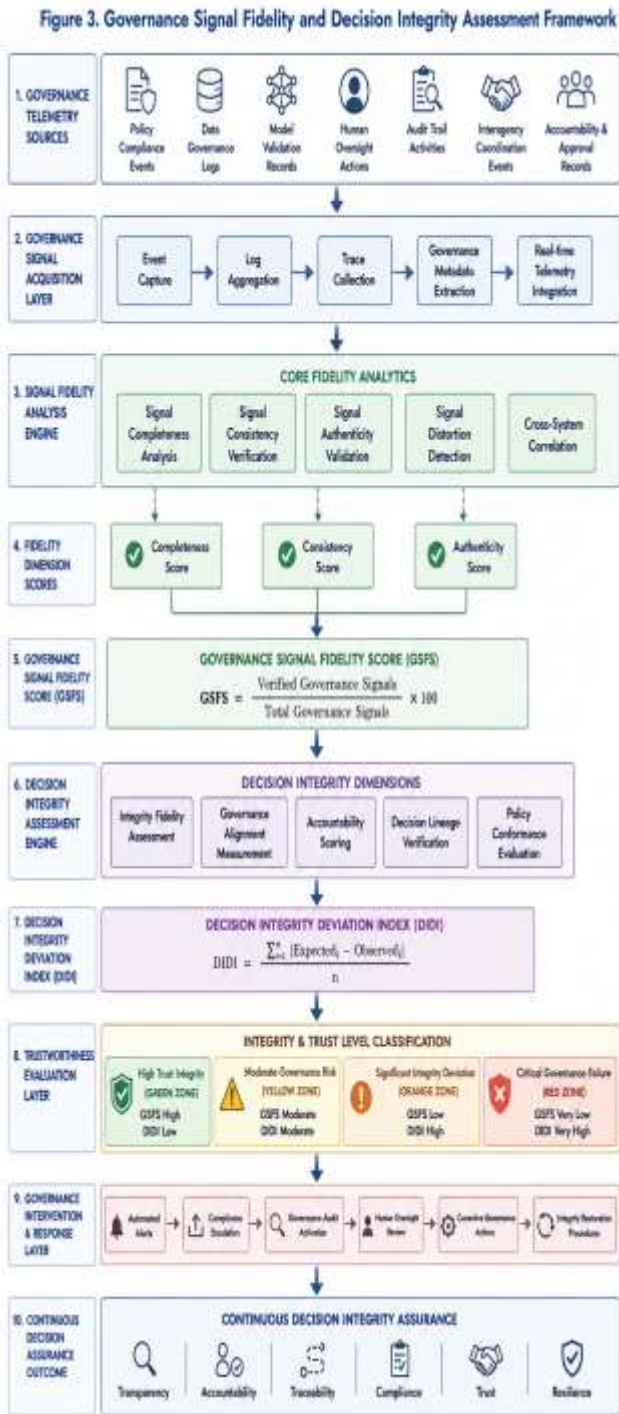 Figure 3. Governance Signal Fidelity and Decision Integrity Assessment Framework
1. GOVERNANCE
TELEMETRY
SOURCES
Policy
Compliance
Events
Data
Governance
Logs
Model
Validation
Records
Human
Oversight
Actions
Audit Trail
Activities
Interagency
Coordination
Events
Accountability &
Approval
Records
2. GOVERNANCE
SIGNAL
ACQUISITION
LAYER
Event
Capture
Log
Aggregation
Trace
Collection
Governance
Metadata
Extraction
Real-time
Telemetry
Integration
3. SIGNAL FIDELITY
ANALYSIS
ENGINE
CORE FIDELITY ANALYTICS
Signal
Completeness
Analysis
Signal
Consistency
Verification
Signal
Authenticity
Validation
Signal
Distortion
Detection
Cross-System
Correlation
4. FIDELITY
DIMENSION
SCORES
Completeness
Score
Consistency
Score
Authenticity
Score
5. GOVERNANCE
SIGNAL FIDELITY
SCORE (GSFS)
GOVERNANCE SIGNAL FIDELITY SCORE (GSFS)
GSFS = Verified Governance Signals / Total Governance Signals × 100
6. DECISION
INTEGRITY
ASSESSMENT
ENGINE
DECISION INTEGRITY DIMENSIONS
Integrity Fidelity
Assessment
Governance
Alignment
Measurement
Accountability
Scoring
Decision Lineage
Verification
Policy
Conformance
Evaluation
7. DECISION
INTEGRITY
DEVIATION
INDEX (DIDI)
DECISION INTEGRITY DEVIATION INDEX (DIDI)
DIDI = ∑ⁿᵢ₌₁ |Expectedᵢ − Observedᵢ| / n
8. TRUSTWORTHINESS
EVALUATION
LAYER
INTEGRITY & TRUST LEVEL CLASSIFICATION
High Trust Integrity
(GREEN ZONE)
GSFS High
DIDI Low
Moderate Governance Risk
(YELLOW ZONE)
GSFS Moderate
DIDI Moderate
Significant Integrity Deviation
(ORANGE ZONE)
GSFS Low
DIDI High
Critical Governance Failure
(RED ZONE)
GSFS Very Low
DIDI Very High
9. GOVERNANCE
INTERVENTION
& RESPONSE
LAYER
Automated
Alerts
Compliance
Escalation
Governance Audit
Activation
Human Oversight
Review
Corrective Governance
Actions
Integrity Restoration
Procedures
10. CONTINUOUS
DECISION
ASSURANCE
OUTCOME
CONTINUOUS DECISION INTEGRITY ASSURANCE
Transparency
Accountability
Traceability
Compliance
Trust
Resilience